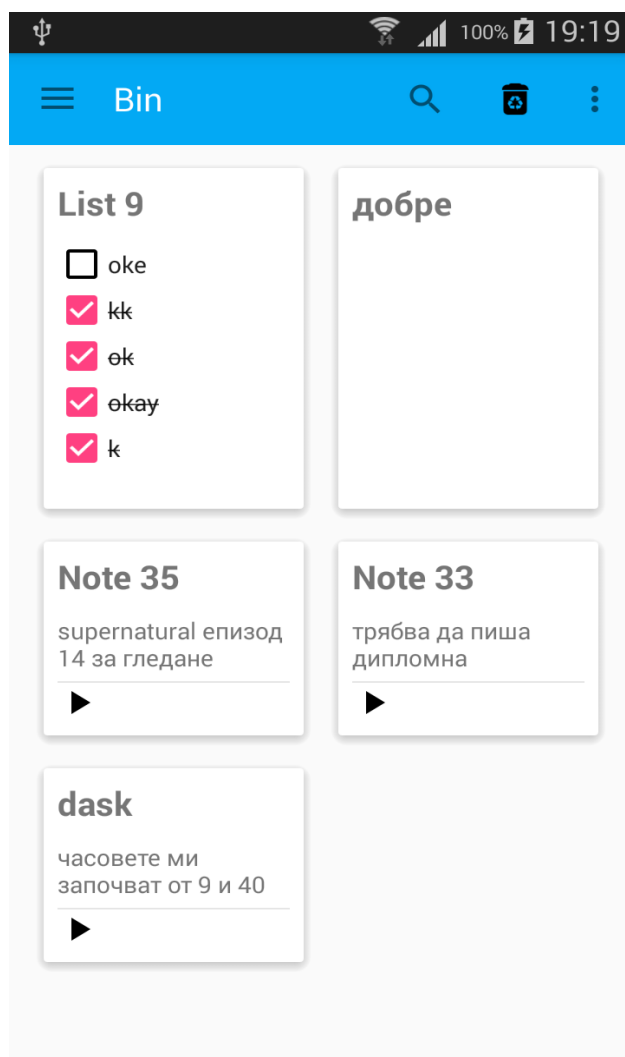 100% 19:19
Bin
List 9
oke
kk
ok
okay
k
добре
Note 35
supernatural епизод
14 за гледане
Note 33
трябва да пиша
дипломна
dask
часовете ми
започват от 9 и 40